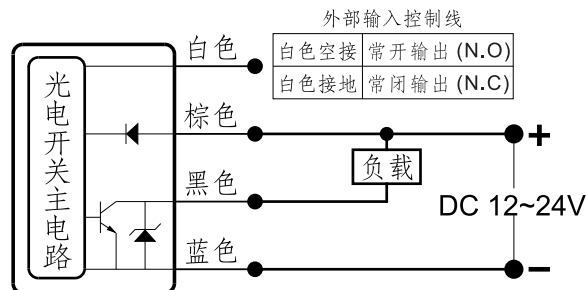 外部输入控制线
白色
白色空接 常开输出 (N.O)
白色接地 常闭输出 (N.C)
光电开关主电路
棕色
+
负载
黑色
DC 12~24V
蓝色
−